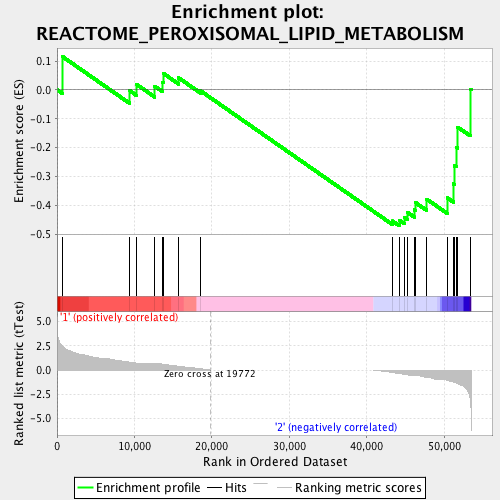 Enrichment plot:
REACTOME_PEROXISOMAL_LIPID_METABOLISM
Enrichment score (ES)
0.1
0.0
-0.1
-0.2
-0.3
-0.4
-0.5
'1' (positively correlated)
Ranked list metric (tTest)
5.0
2.5
0.0
-2.5
-5.0
Zero cross at 19772
'2' (negatively correlated)
0
10,000
20,000
30,000
40,000
50,000
Rank in Ordered Dataset
Enrichment profile
Hits
Ranking metric scores